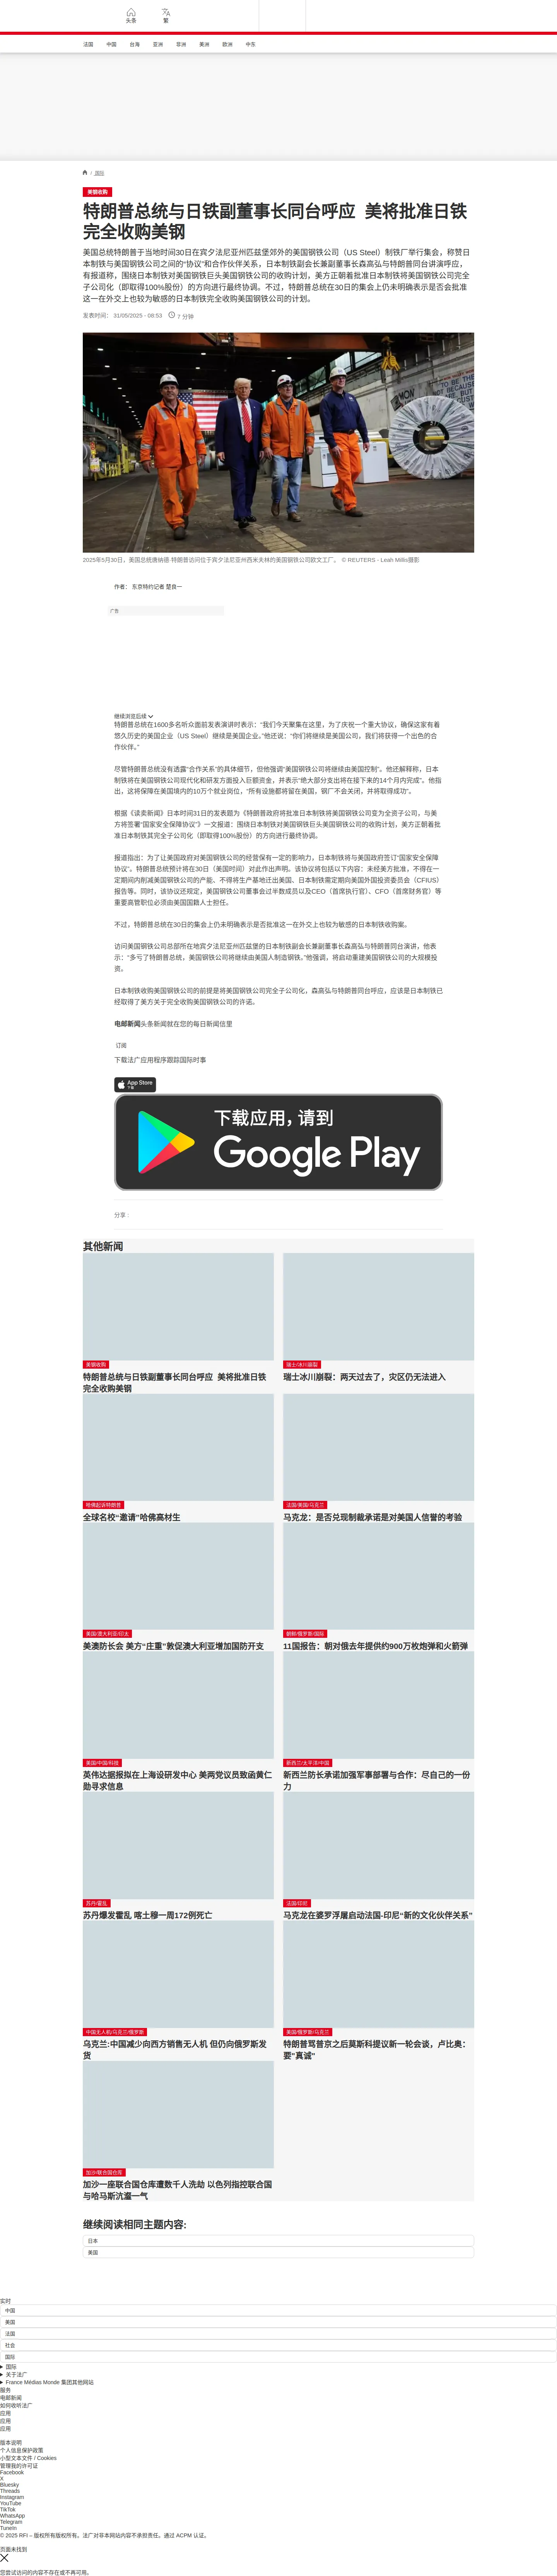 头条
繁
法国 中国 台海 亚洲 非洲 美洲 欧洲 中东
/ 国际
美钢收购
特朗普总统与日铁副董事长同台呼应 美将批准日铁
完全收购美钢
美国总统特朗普于当地时间30日在宾夕法尼亚州匹兹堡郊外的美国钢铁公司（US Steel）制铁厂举行集会，称赞日
本制铁与美国钢铁公司之间的“协议”和合作伙伴关系，日本制铁副会长兼副董事长森高弘与特朗普同台讲演呼应，
有报道称，围绕日本制铁对美国钢铁巨头美国钢铁公司的收购计划，美方正朝着批准日本制铁将美国钢铁公司完全
子公司化（即取得100%股份）的方向进行最终协调。不过，特朗普总统在30日的集会上仍未明确表示是否会批准
这一在外交上也较为敏感的日本制铁完全收购美国钢铁公司的计划。
发表时间： 31/05/2025 - 08:53 7 分钟
TO BE
BECAUSE
2025年5月30日，美国总统唐纳德·特朗普访问位于宾夕法尼亚州西米夫林的美国钢铁公司欧文工厂。 © REUTERS - Leah Millis摄影
作者： 东京特约记者 楚良一
广告
继续浏览后续
特朗普总统在1600多名听众面前发表演讲时表示：“我们今天聚集在这里，为了庆祝一个重大协议，确保这家有着
悠久历史的美国企业（US Steel）继续是美国企业。”他还说：“你们将继续是美国公司，我们将获得一个出色的合
作伙伴。”
尽管特朗普总统没有透露“合作关系”的具体细节，但他强调“美国钢铁公司将继续由美国控制”。他还解释称，日本
制铁将在美国钢铁公司现代化和研发方面投入巨额资金，并表示“绝大部分支出将在接下来的14个月内完成”。他指
出，这将保障在美国境内的10万个就业岗位，“所有设施都将留在美国，钢厂不会关闭，并将取得成功”。
根据《读卖新闻》日本时间31日的发表题为《特朗普政府将批准日本制铁将美国钢铁公司变为全资子公司，与美
方将签署“国家安全保障协议”》一文报道：围绕日本制铁对美国钢铁巨头美国钢铁公司的收购计划，美方正朝着批
准日本制铁其完全子公司化（即取得100%股份）的方向进行最终协调。
报道指出：为了让美国政府对美国钢铁公司的经营保有一定的影响力，日本制铁将与美国政府签订“国家安全保障
协议”。特朗普总统预计将在30日（美国时间）对此作出声明。该协议将包括以下内容：未经美方批准，不得在一
定期间内削减美国钢铁公司的产能、不得将生产基地迁出美国、日本制铁需定期向美国外国投资委员会（CFIUS）
报告等。同时，该协议还规定，美国钢铁公司董事会过半数成员以及CEO（首席执行官）、CFO（首席财务官）等
重要高管职位必须由美国国籍人士担任。
不过，特朗普总统在30日的集会上仍未明确表示是否批准这一在外交上也较为敏感的日本制铁收购案。
访问美国钢铁公司总部所在地宾夕法尼亚州匹兹堡的日本制铁副会长兼副董事长森高弘与特朗普同台演讲，他表
示：“多亏了特朗普总统，美国钢铁公司将继续由美国人制造钢铁。”他强调，将启动重建美国钢铁公司的大规模投
资。
日本制铁收购美国钢铁公司的前提是将美国钢铁公司完全子公司化，森高弘与特朗普同台呼应，应该是日本制铁已
经取得了美方关于完全收购美国钢铁公司的许诺。
电邮新闻头条新闻就在您的每日新闻信里
订阅
下载法广应用程序跟踪国际时事
App Store
下载
下载应用，请到
Google Play
分享 :
其他新闻
美钢收购
特朗普总统与日铁副董事长同台呼应 美将批准日铁
完全收购美钢
瑞士/冰川崩裂
瑞士冰川崩裂：两天过去了，灾区仍无法进入
哈佛起诉特朗普
全球名校“邀请”哈佛高材生
法国/美国/乌克兰
马克龙：是否兑现制裁承诺是对美国人信誉的考验
美国/澳大利亚/印太
美澳防长会 美方“庄重”敦促澳大利亚增加国防开支
朝鲜/俄罗斯/国际
11国报告：朝对俄去年提供约900万枚炮弹和火箭弹
美国/中国/科技
英伟达据报拟在上海设研发中心 美两党议员致函黄仁
勋寻求信息
新西兰/太平洋/中国
新西兰防长承诺加强军事部署与合作：尽自己的一份
力
苏丹/霍乱
苏丹爆发霍乱 喀土穆一周172例死亡
法国/印尼
马克龙在婆罗浮屠启动法国-印尼“新的文化伙伴关系”
中国无人机/乌克兰/俄罗斯
乌克兰:中国减少向西方销售无人机 但仍向俄罗斯发
货
美国/俄罗斯/乌克兰
特朗普骂普京之后莫斯科提议新一轮会谈，卢比奥：
要“真诚”
加沙/联合国仓库
加沙一座联合国仓库遭数千人洗劫 以色列指控联合国
与哈马斯沆瀣一气
继续阅读相同主题内容:
日本
美国
实时
中国
美国
法国
社会
国际
国际
关于法广
France Médias Monde 集团其他网站
服务
电邮新闻
如何收听法广
应用
应用
应用
版本说明
个人信息保护政策
小型文本文件 / Cookies
管理我的许可证
Facebook
X
Bluesky
Threads
Instagram
YouTube
TikTok
WhatsApp
Telegram
TuneIn
© 2025 RFI – 版权所有版权所有。法广对非本网站内容不承担责任。通过 ACPM 认证。
页面未找到
您尝试访问的内容不存在或不再可用。